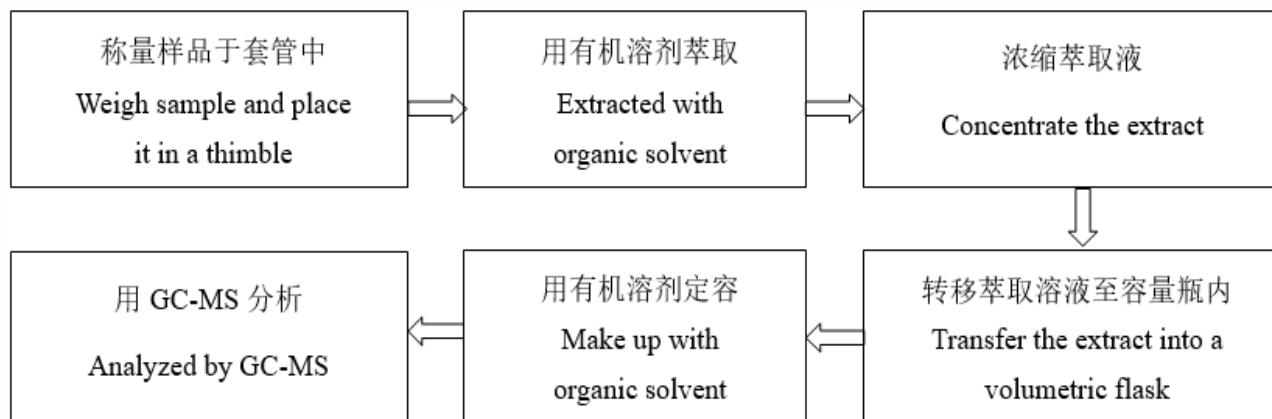 称量样品于套管中
Weigh sample and place
it in a thimble
用有机溶剂萃取
Extracted with
organic solvent
浓缩萃取液
Concentrate the extract
转移萃取溶液至容量瓶内
Transfer the extract into a
volumetric flask
用有机溶剂定容
Make up with
organic solvent
用 GC-MS 分析
Analyzed by GC-MS